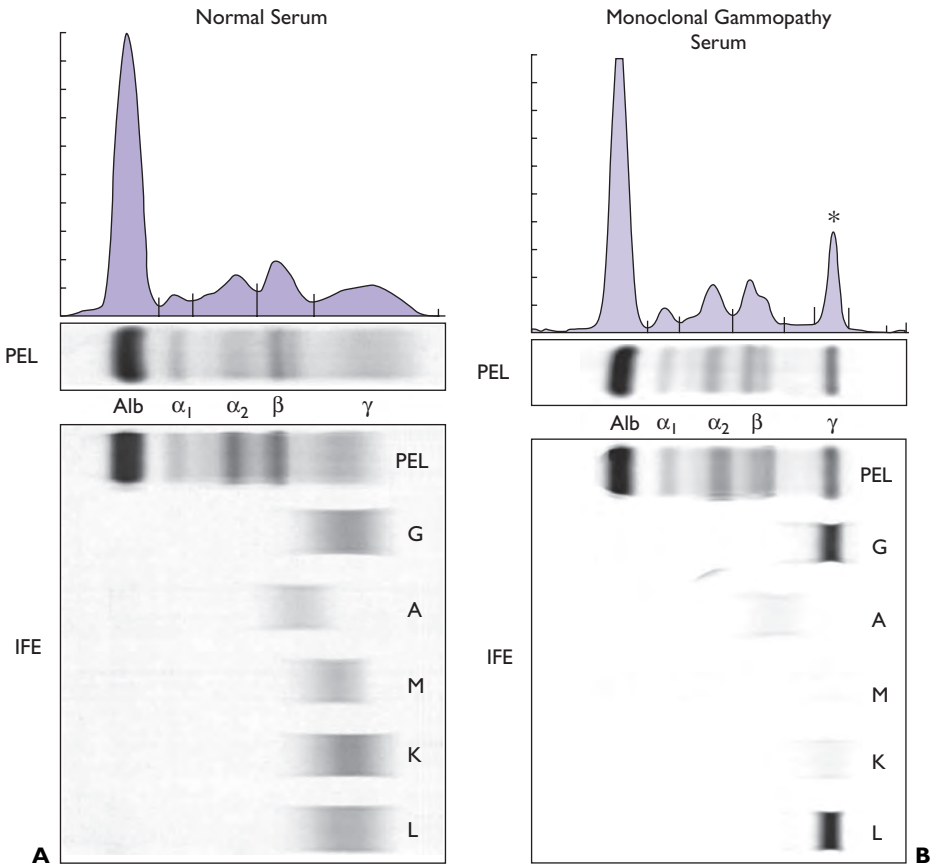 Normal Serum
PEL
Alb α1 α2 β γ
PEL
G
A
IFE
M
K
L
A
Monoclonal Gammopathy
Serum
*
PEL
Alb α1 α2 β γ
PEL
G
A
IFE
M
K
L
B